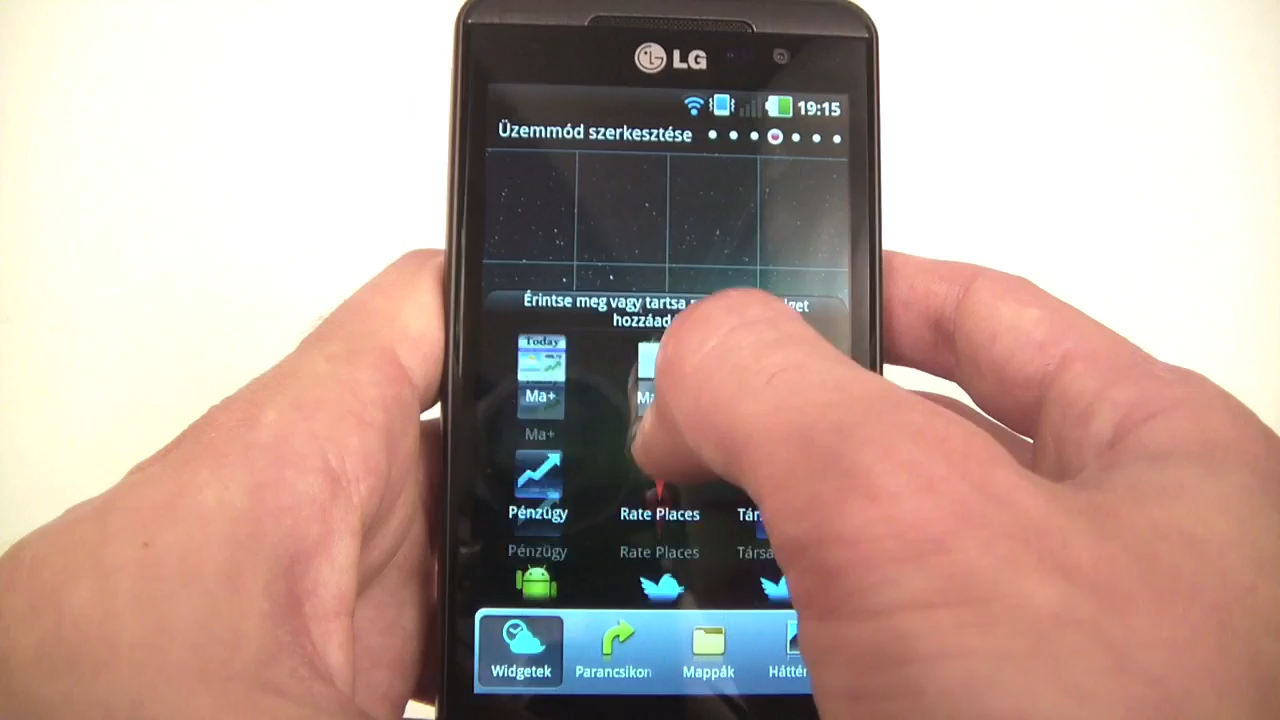 LG
19:15
Üzemmód szerkesztése
Érintse meg vagy tartsa
Today
Ma+
Ma+
Pénzügy
Rate Places
Pénzügy
Rate Places
Widgetek
Parancsikon
Mappák